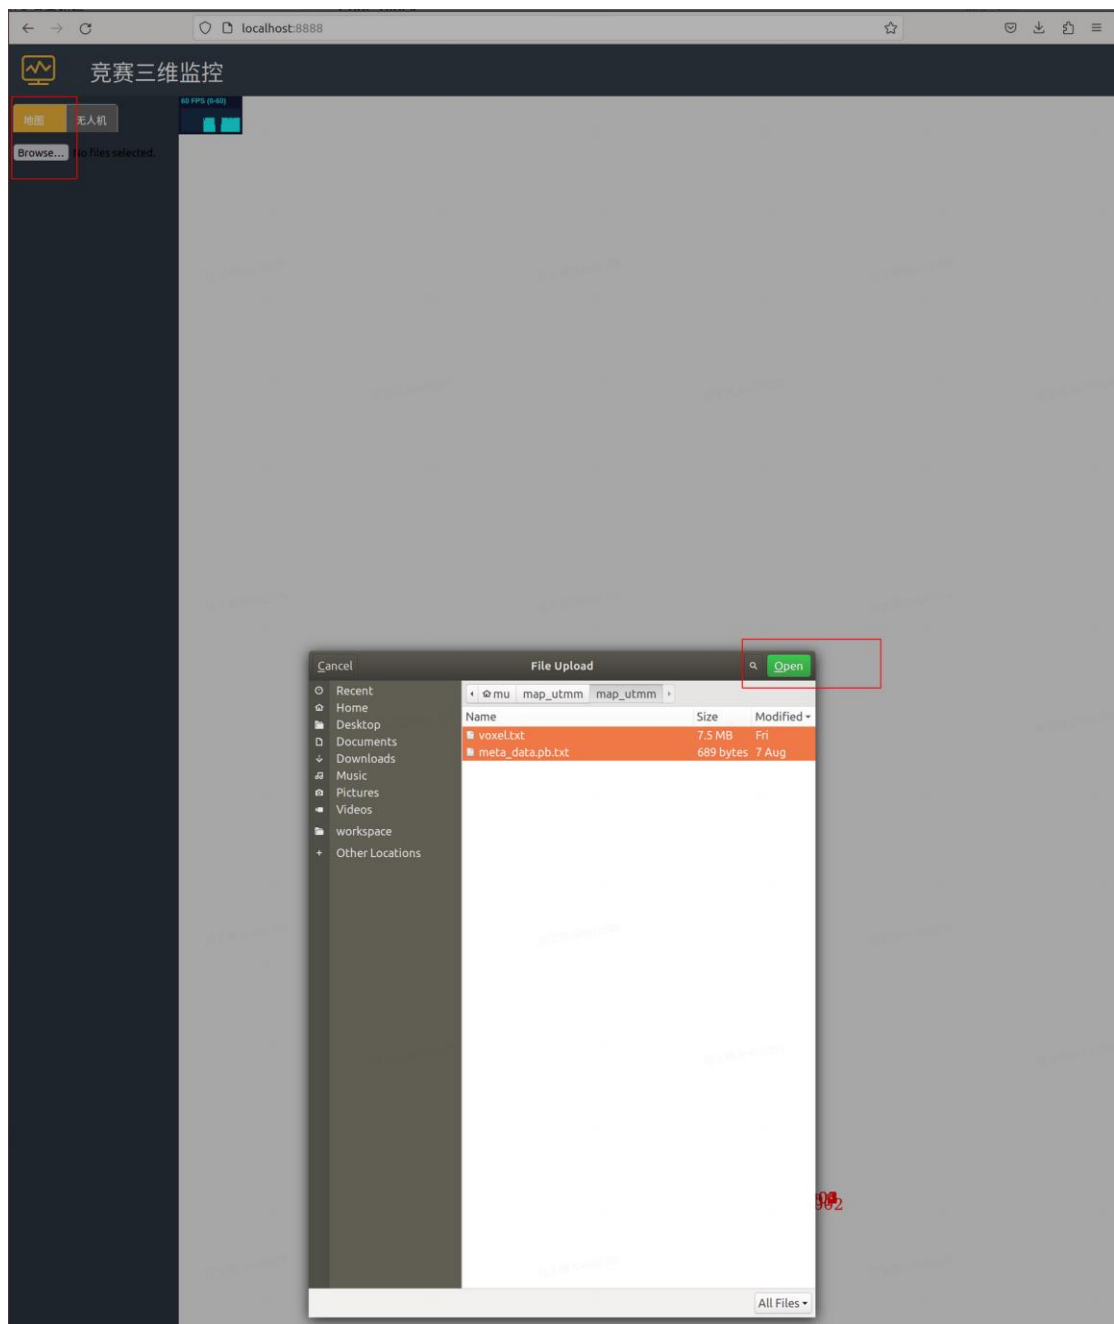 localhost:8888
竞赛三维监控
地图 无人机
60 FPS (0-60)
Browse... No files selected.
Cancel File Upload Open
Recent
Home
Desktop
Documents
Downloads
Music
Pictures
Videos
workspace
Other Locations
mu map_utmm map_utmm
Name Size Modified
voxel.txt 7.5 MB Fri
meta_data.pb.txt 689 bytes 7 Aug
All Files